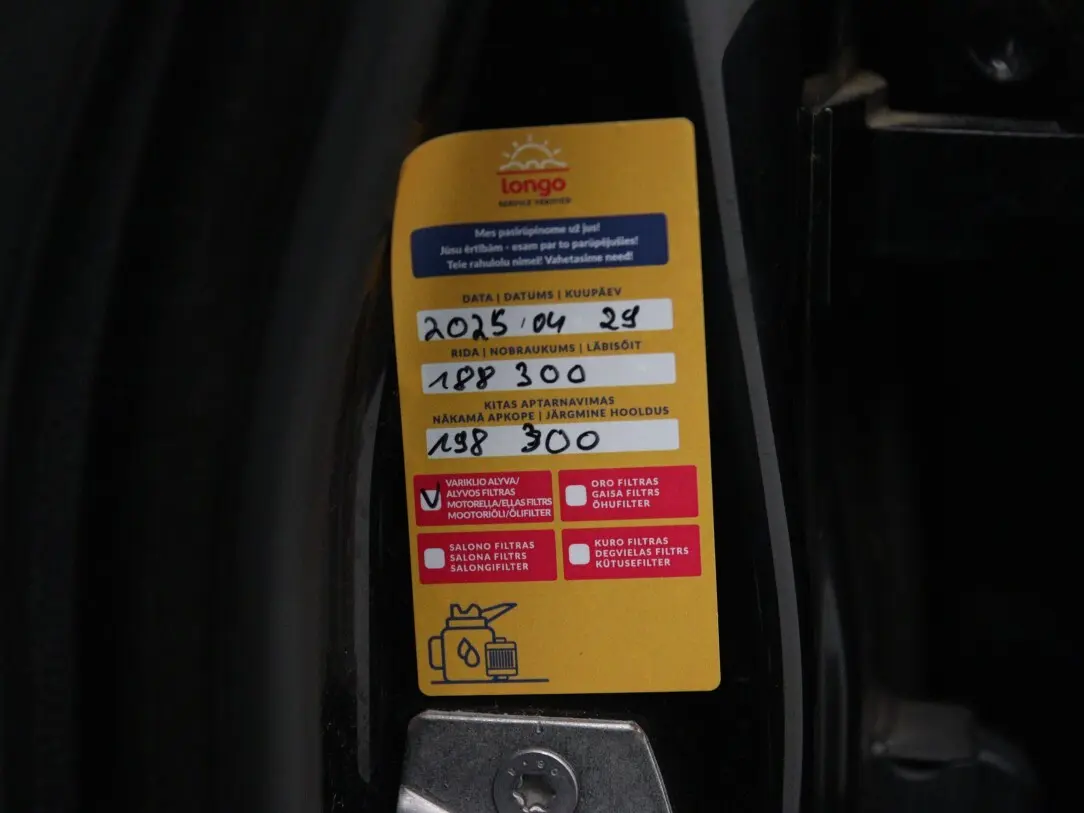 longo
Mes pasirūpinome už jus!
Jūsu ērtībām - esam par to parūpējušies!
Teie rahulolu nimel! Vahetasime need!
DATA | DATUMS | KUUPÄEV
2025.04 29
RIDA | NOBRAUKUMS | LÄBISÕIT
188 300
KITAS APTARNAVIMAS
NĀKAMĀ APKOPE | JÄRGMINE HOOLDUS
198 300
VARIKLIO ALYVA/
ALYVOS FILTRAS
MOTOREĻĻA/EĻĻAS FILTRS
MOOTORIÕLI/ÕLIFILTER
ORO FILTRAS
GAISA FILTRS
ÕHUFILTER
SALONO FILTRAS
SALONA FILTRS
SALONGIFILTER
KURO FILTRAS
DEGVIELAS FILTRS
KÜTUSEFILTER